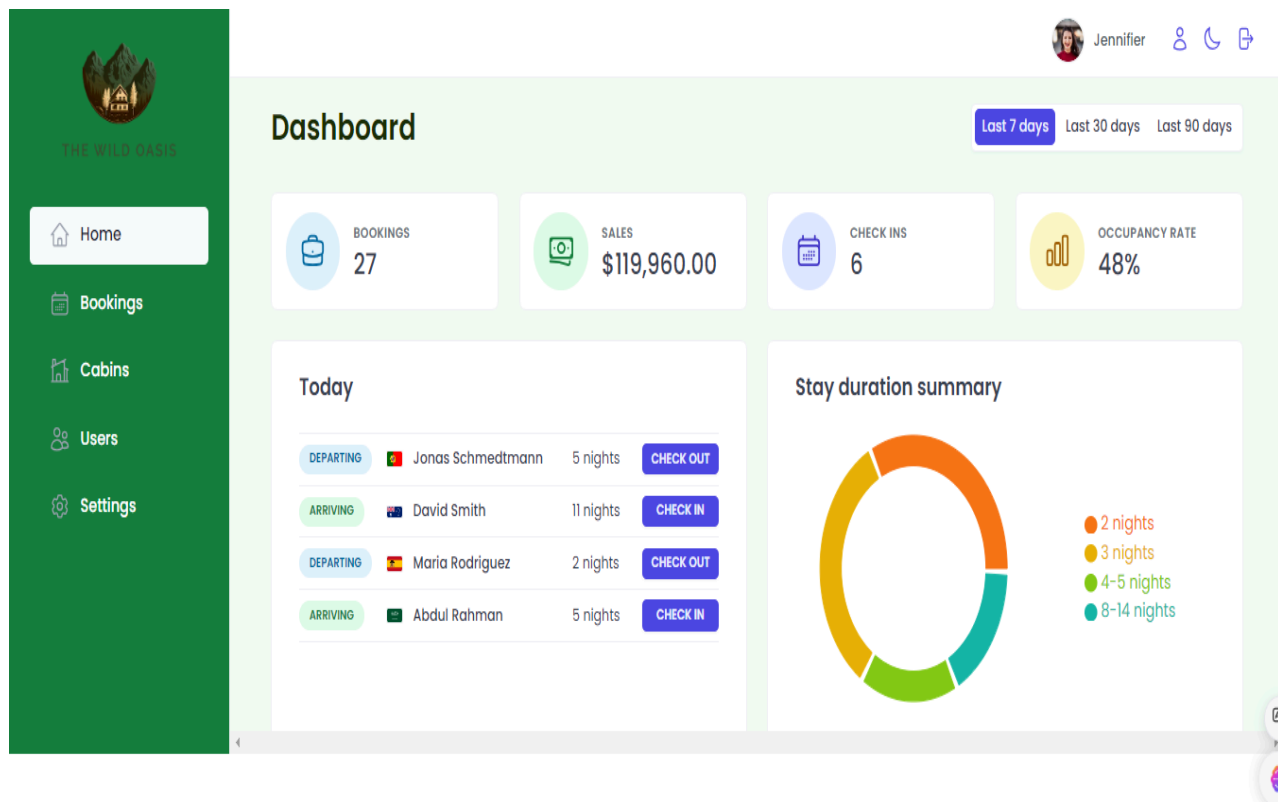 Jennifier
THE WILD OASIS
Home
Bookings
Cabins
Users
Settings
Dashboard
Last 7 days Last 30 days Last 90 days
BOOKINGS
27
SALES
$119,960.00
CHECK INS
6
OCCUPANCY RATE
48%
Today
DEPARTING Jonas Schmedtmann 5 nights CHECK OUT
ARRIVING David Smith 11 nights CHECK IN
DEPARTING Maria Rodriguez 2 nights CHECK OUT
ARRIVING Abdul Rahman 5 nights CHECK IN
Stay duration summary
2 nights
3 nights
4-5 nights
8-14 nights